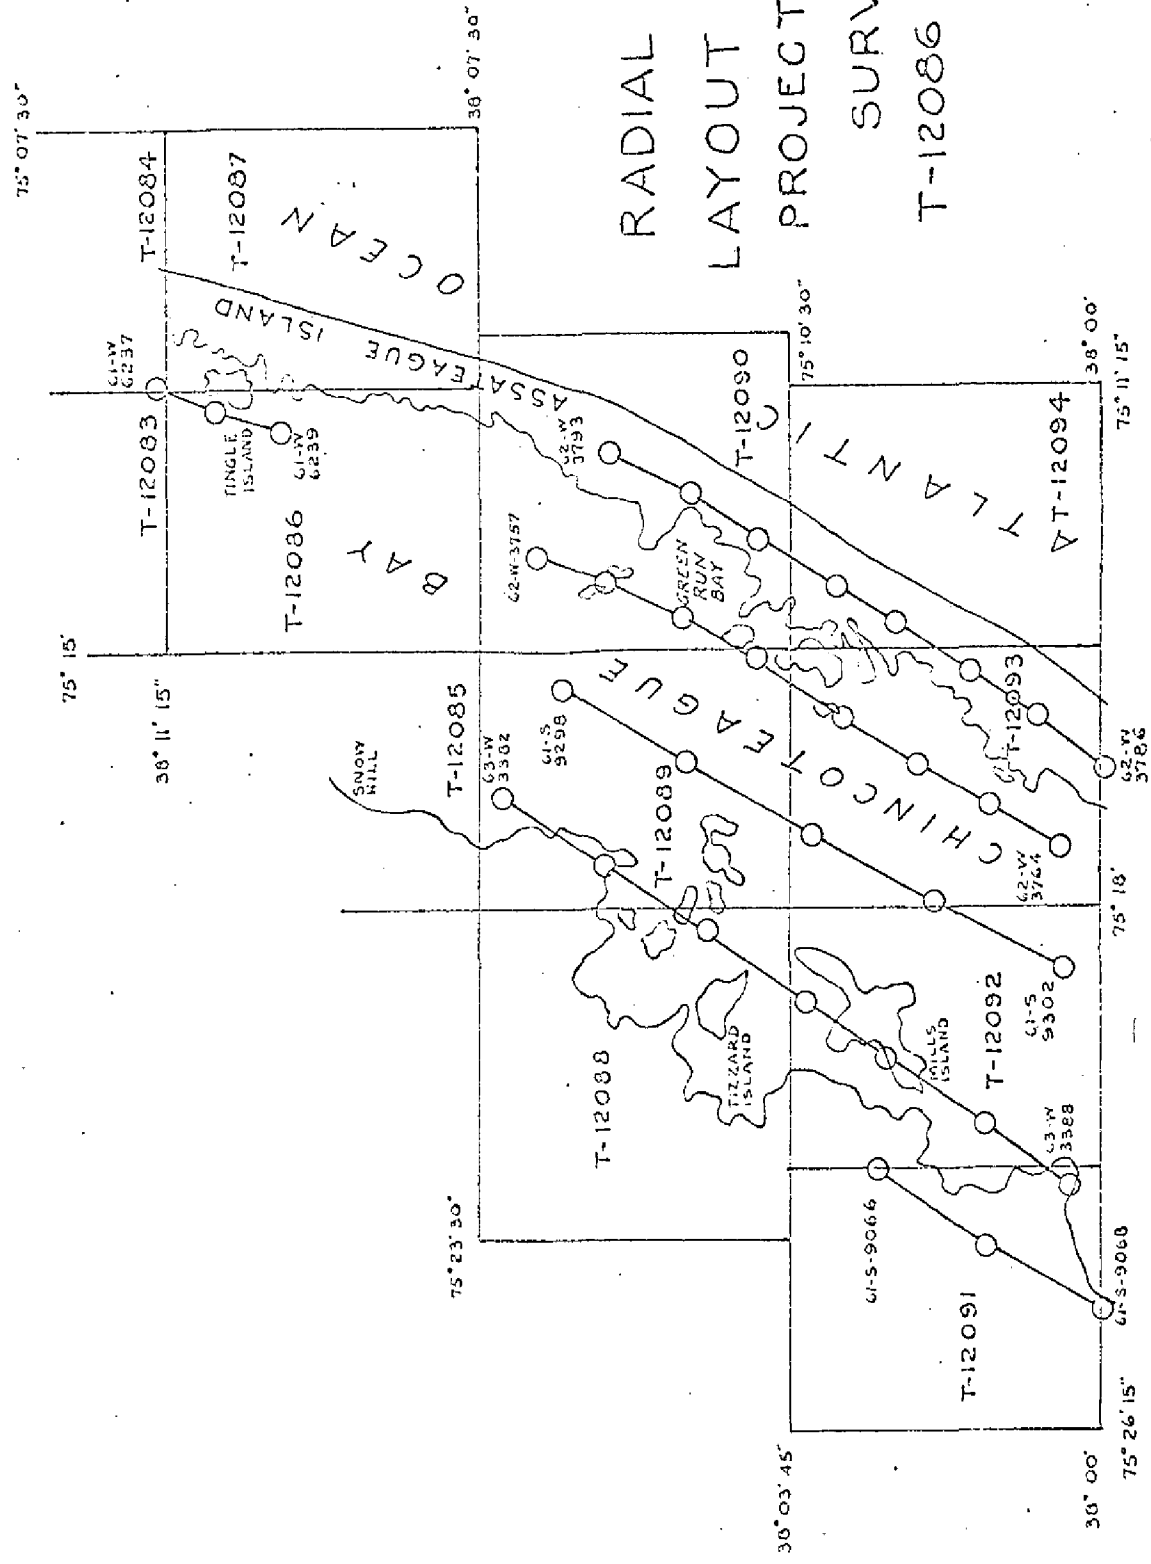 RADIAL
LAYOUT
PROJECT
SURV
T-12086
75° 07' 30"
38° 07' 30"
T-12084
T-12087
OCEAN
ASSATEAGUE ISLAND
61-W
6237
T-12083
TINGLE
ISLAND
61-W
6239
T-12086
BAY
75° 15'
38° 11' 15"
SNOW
HILL
T-12085
63-W
3382
61-S
9298
62-W-3757
62-W
3793
GREEN
RUN
BAY
T-12090
75° 10' 30"
T-12089
CHINCOTEAGUE
ATLANTIC
T-12094
38° 00'
75° 11' 15"
T-12093
62-W
3786
62-W
3764
75° 18'
61-S
9302
T-12092
MILLS
ISLAND
TIZZARD
ISLAND
T-12088
75° 23' 30"
63-W
3388
61-S-9066
61-S-9068
T-12091
38° 03' 45"
38° 00'
75° 26' 15"